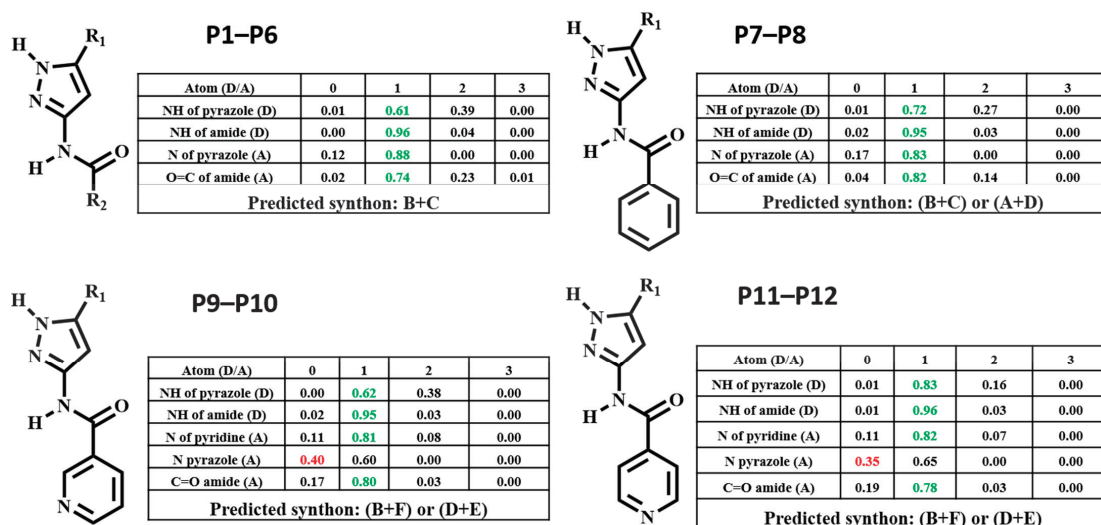 P1–P6
H
R1
N
N
N
H
O
R2
Atom (D/A) 0 1 2 3
NH of pyrazole (D) 0.01 0.61 0.39 0.00
NH of amide (D) 0.00 0.96 0.04 0.00
N of pyrazole (A) 0.12 0.88 0.00 0.00
O=C of amide (A) 0.02 0.74 0.23 0.01
Predicted synthon: B+C
P7–P8
H
R1
N
N
N
H
O
Atom (D/A) 0 1 2 3
NH of pyrazole (D) 0.01 0.72 0.27 0.00
NH of amide (D) 0.02 0.95 0.03 0.00
N of pyrazole (A) 0.17 0.83 0.00 0.00
O=C of amide (A) 0.04 0.82 0.14 0.00
Predicted synthon: (B+C) or (A+D)
P9–P10
H
R1
N
N
N
H
O
N
Atom (D/A) 0 1 2 3
NH of pyrazole (D) 0.00 0.62 0.38 0.00
NH of amide (D) 0.02 0.95 0.03 0.00
N of pyridine (A) 0.11 0.81 0.08 0.00
N pyrazole (A) 0.40 0.60 0.00 0.00
C=O amide (A) 0.17 0.80 0.03 0.00
Predicted synthon: (B+F) or (D+E)
P11–P12
H
R1
N
N
N
H
O
N
Atom (D/A) 0 1 2 3
NH of pyrazole (D) 0.01 0.83 0.16 0.00
NH of amide (D) 0.01 0.96 0.03 0.00
N of pyridine (A) 0.11 0.82 0.07 0.00
N pyrazole (A) 0.35 0.65 0.00 0.00
C=O amide (A) 0.19 0.78 0.03 0.00
Predicted synthon: (B+F) or (D+E)